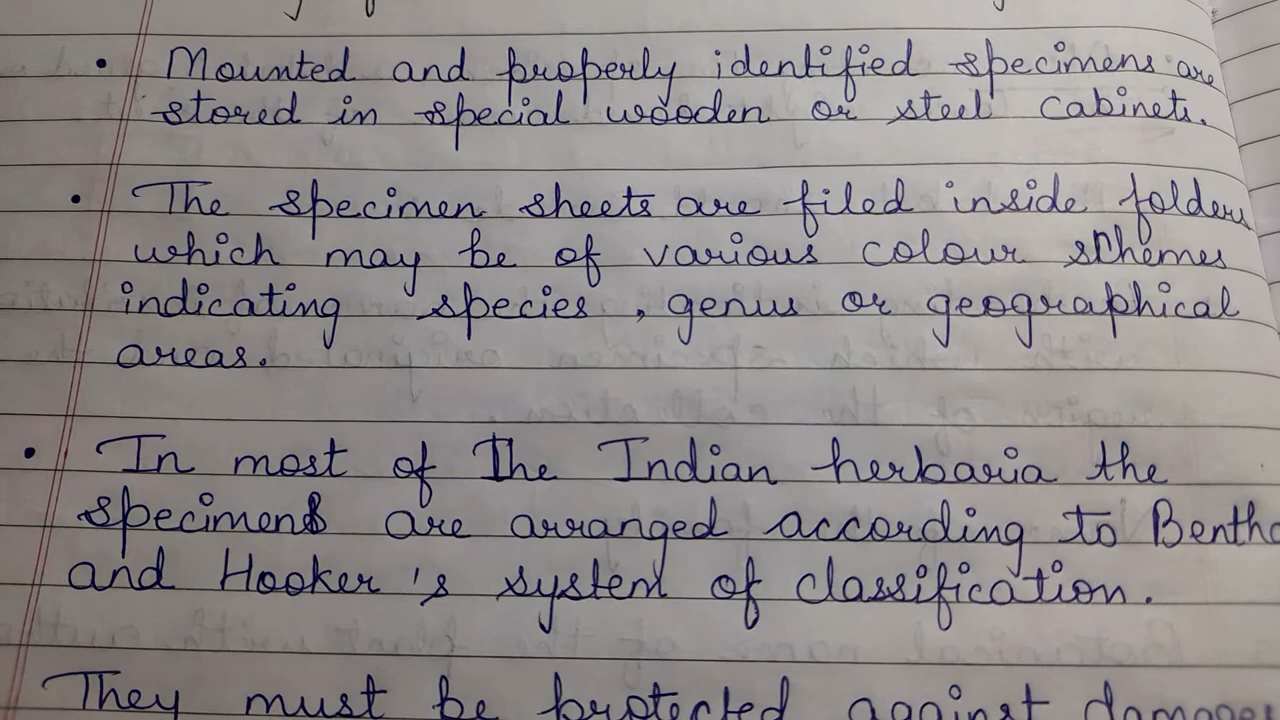 • Mounted and properly identified specimens are
stored in special wooden or steel cabinets.
• The specimen sheets are filed inside folders
which may be of various colour schemes
indicating species, genus or geographical
areas.
• In most of The Indian herbaria the
specimens are arranged according to Bentha
and Hooker's system of classification.
They must be protected against damages